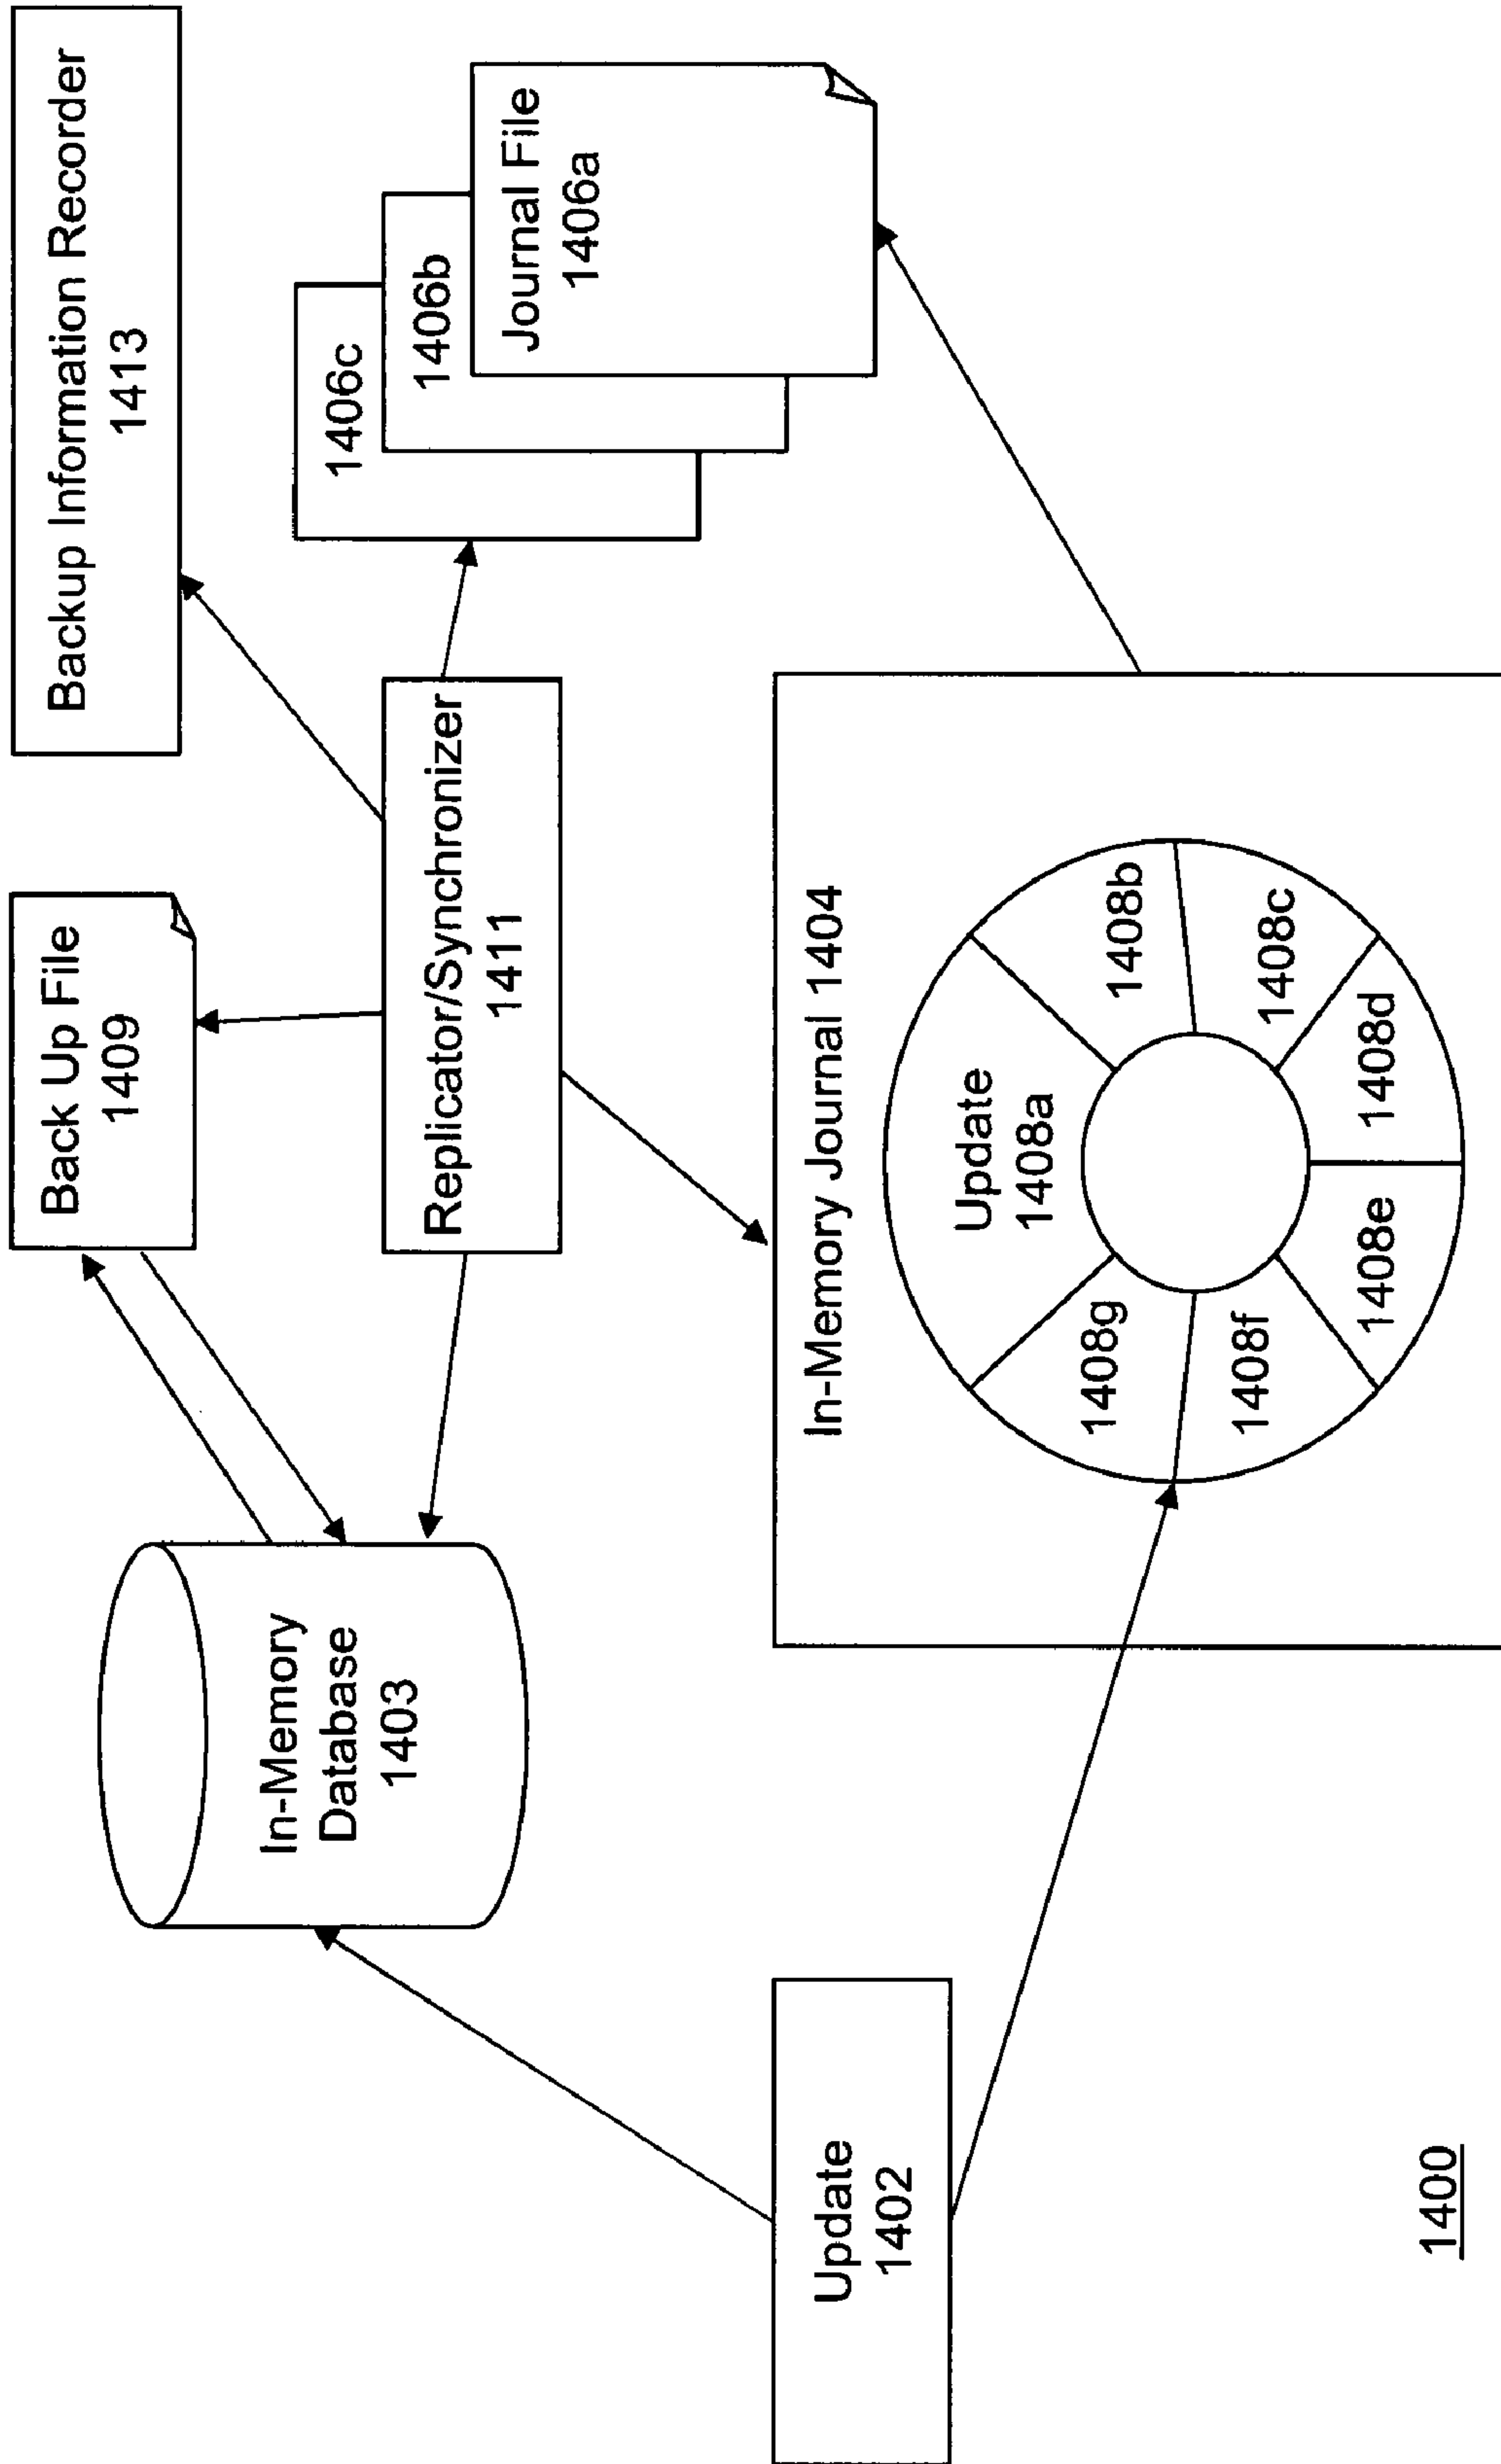 Back Up File
1409
Backup Information Recorder
1413
In-Memory
Database
1403
Replicator/Synchronizer
1411
1406c
1406b
Journal File
1406a
Update
1402
In-Memory Journal 1404
Update
1408a
1408b
1408c
1408d
1408e
1408f
1408g
1400